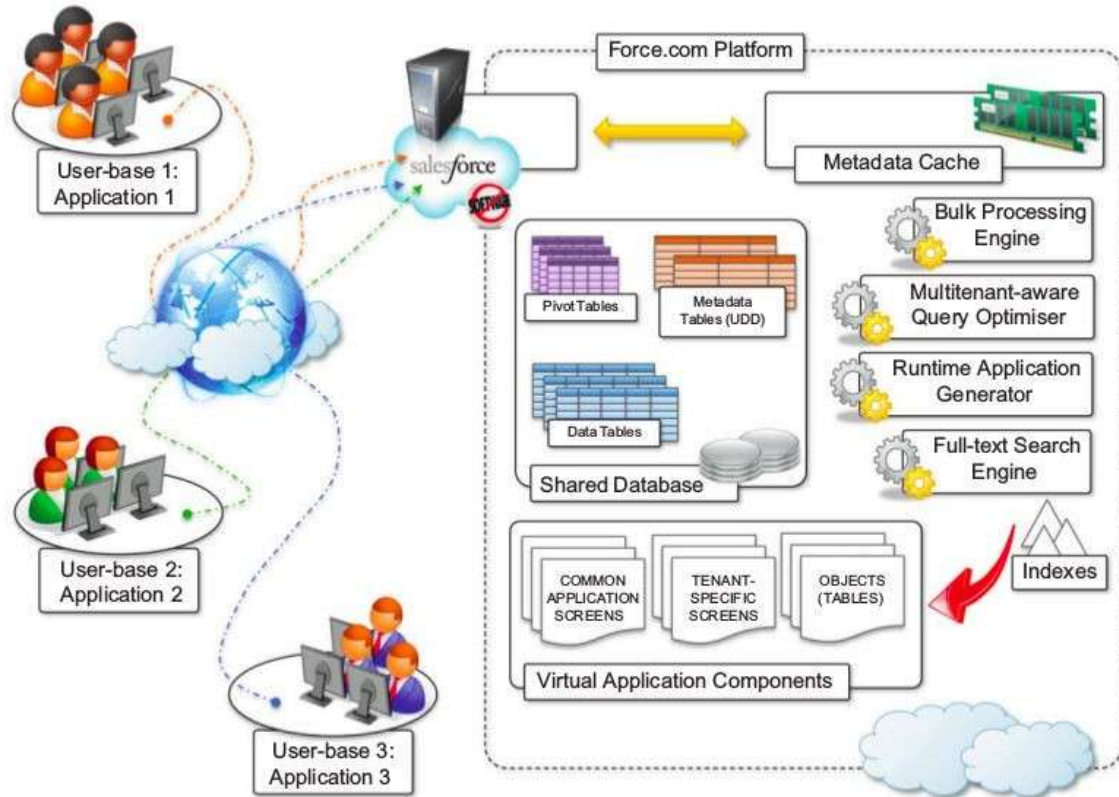 Force.com Platform
User-base 1:
Application 1
salesforce
SOFTWARE
Metadata Cache
Bulk Processing
Engine
Pivot Tables
Metadata
Tables (UDD)
Multitenant-aware
Query Optimiser
Runtime Application
Generator
Data Tables
Full-text Search
Engine
Shared Database
User-base 2:
Application 2
COMMON
APPLICATION
SCREENS
TENANT-
SPECIFIC
SCREENS
OBJECTS
(TABLES)
Indexes
Virtual Application Components
User-base 3:
Application 3